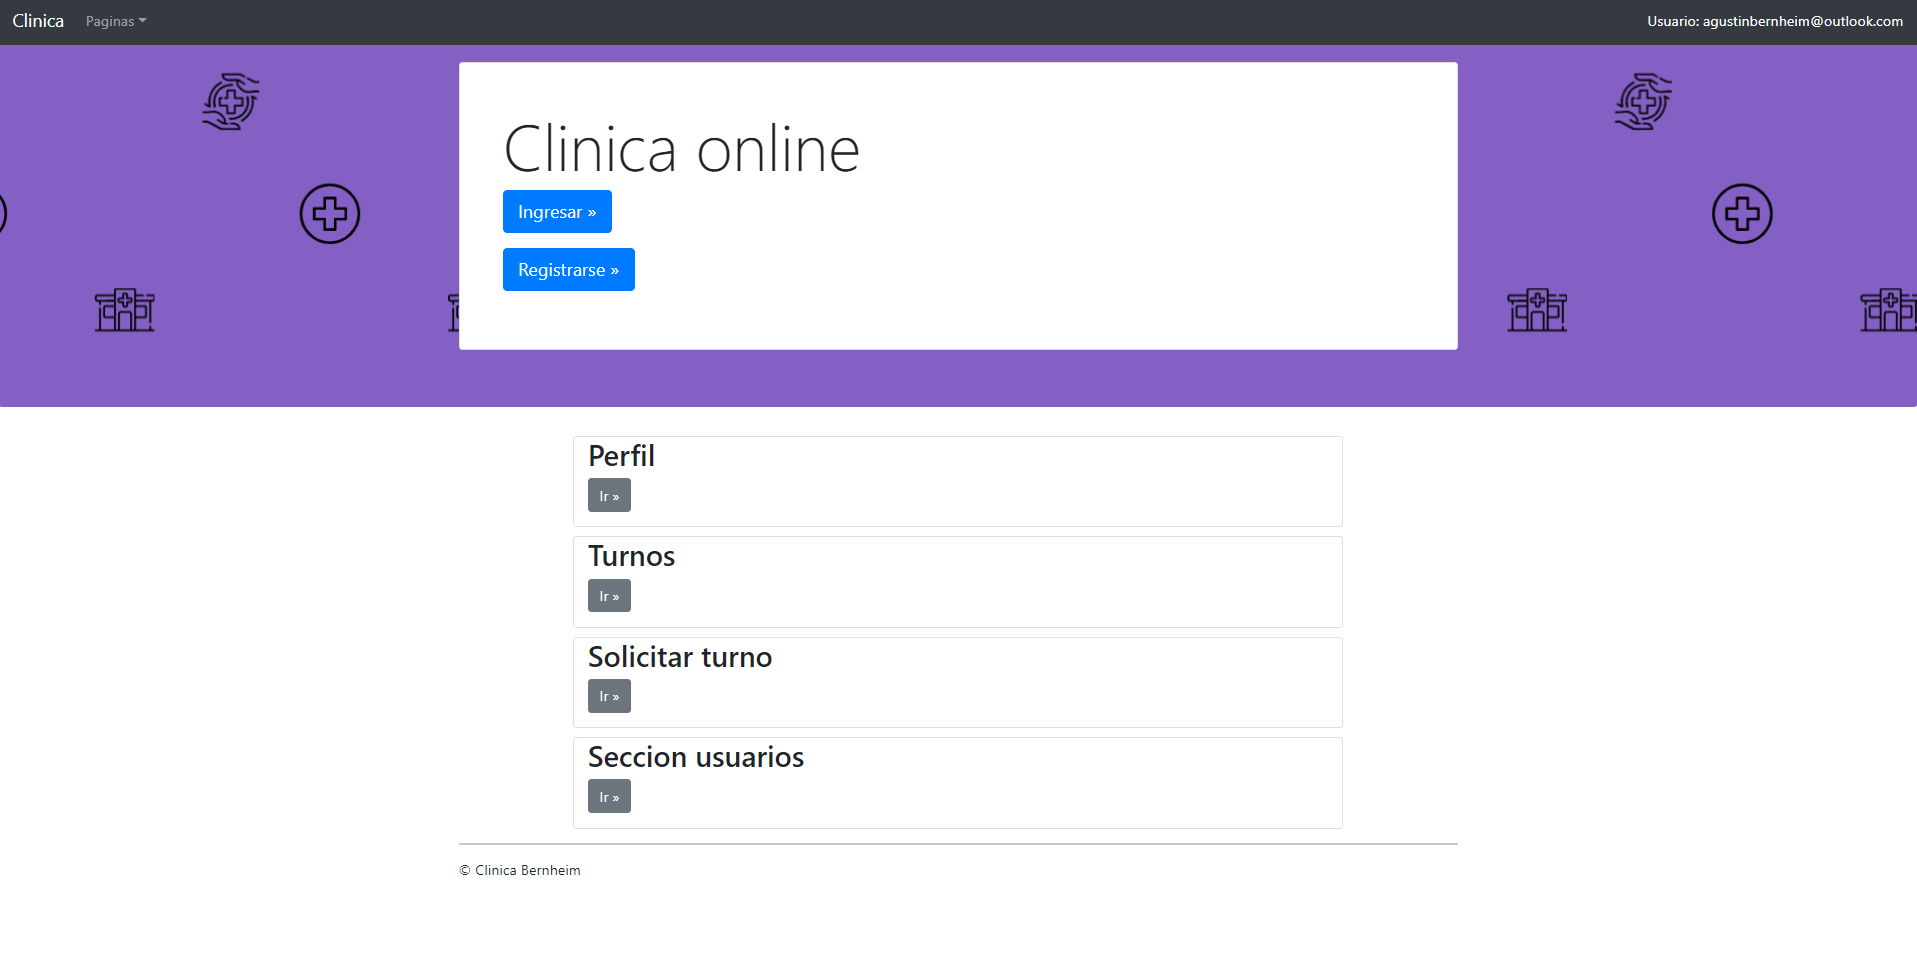 Clinica Paginas Usuario: agustinbernheim@outlook.com
Clinica online
Ingresar »
Registrarse »
Perfil
Ir »
Turnos
Ir »
Solicitar turno
Ir »
Seccion usuarios
Ir »
© Clinica Bernheim